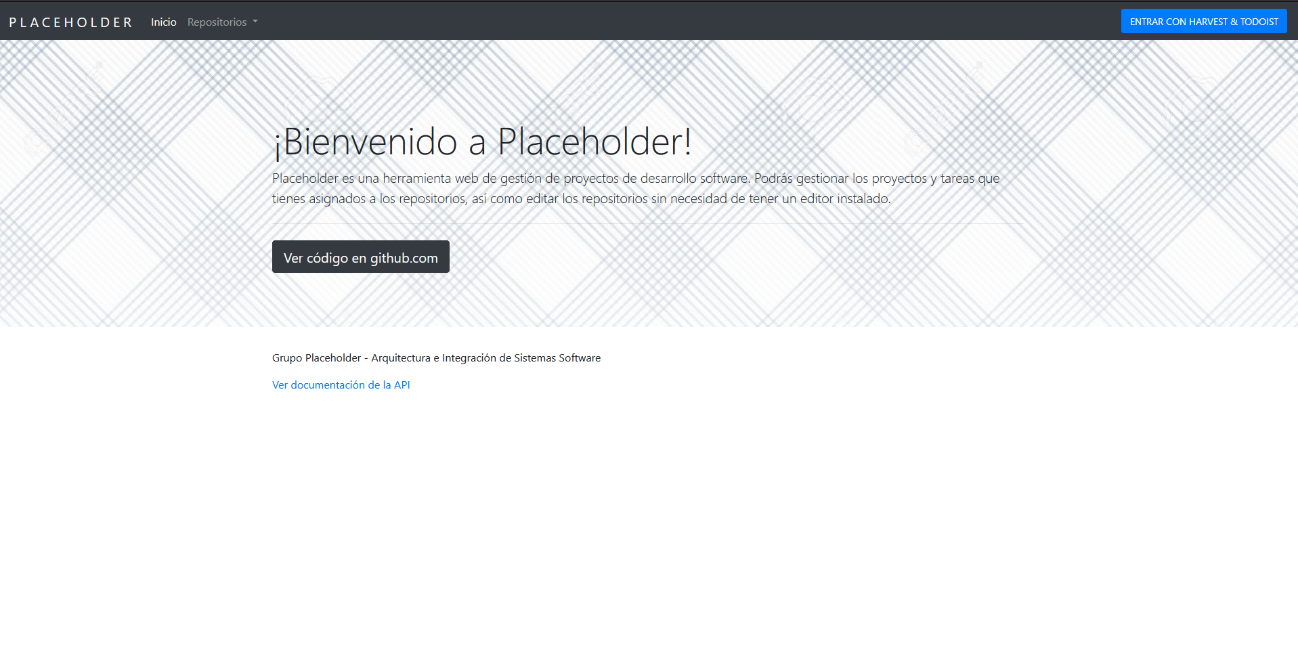 PLACEHOLDER Inicio Repositorios ENTRAR CON HARVEST & TODOIST
¡Bienvenido a Placeholder!
Placeholder es una herramienta web de gestión de proyectos de desarrollo software. Podrás gestionar los proyectos y tareas que
tienes asignados a los repositorios, así como editar los repositorios sin necesidad de tener un editor instalado.
Ver código en github.com
Grupo Placeholder - Arquitectura e Integración de Sistemas Software
Ver documentación de la API